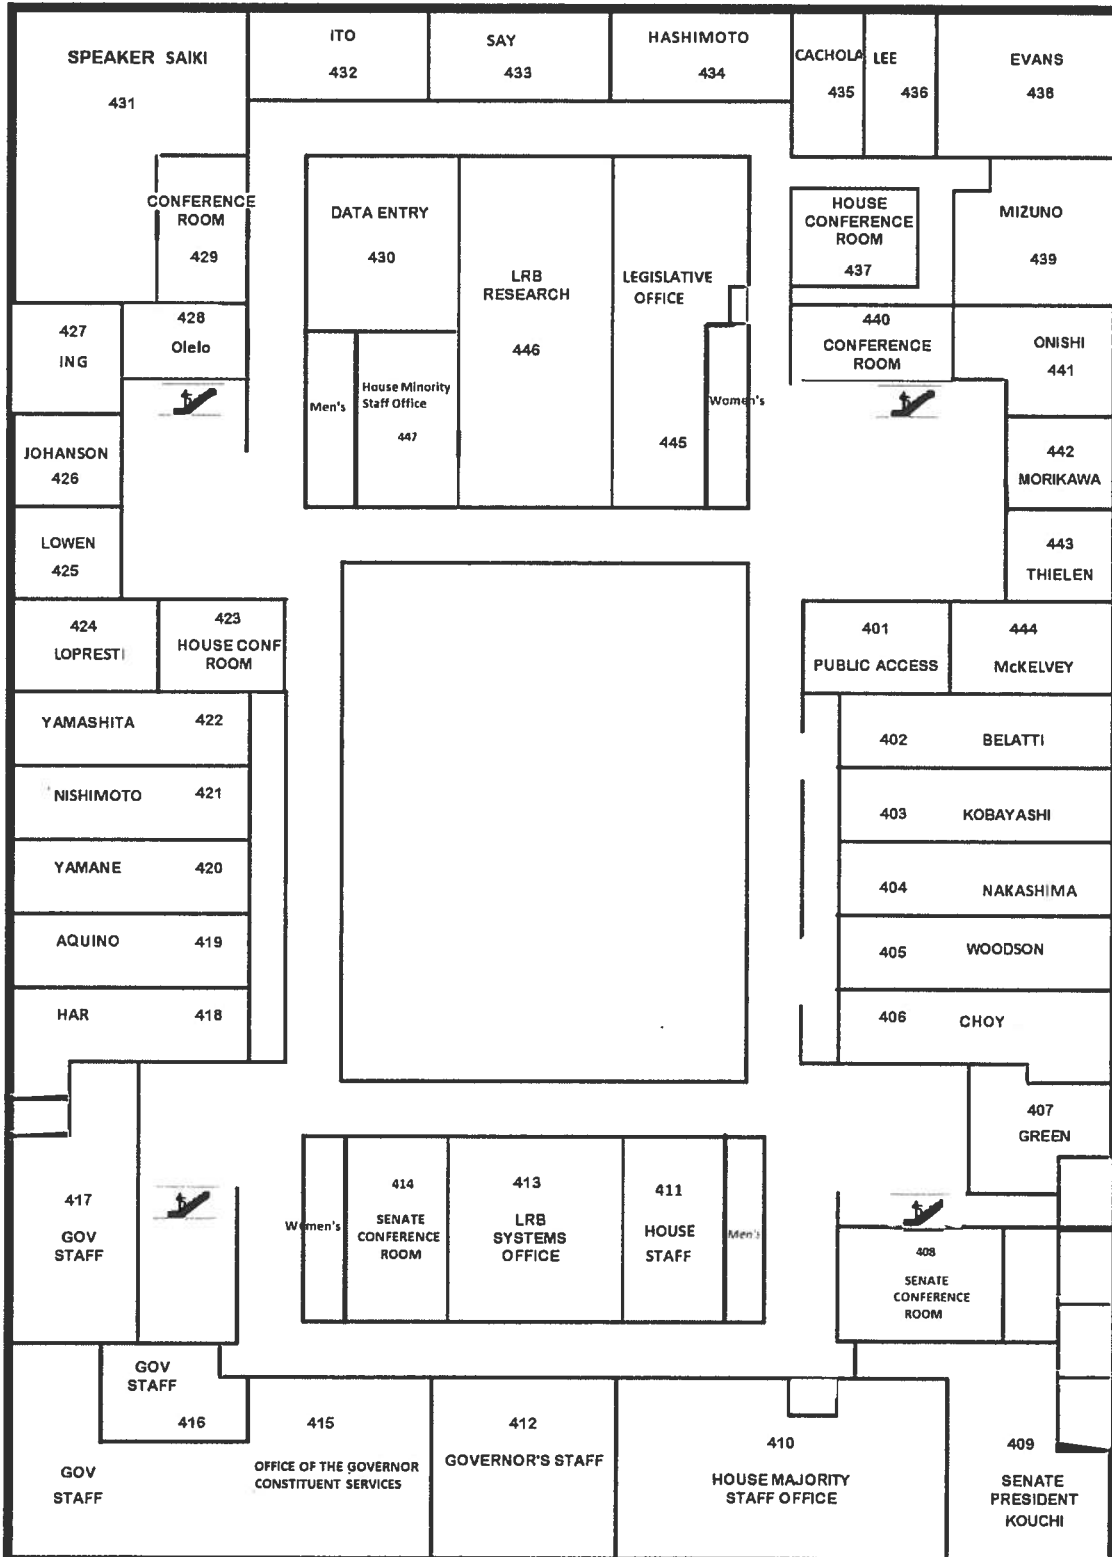 SPEAKER SAIKI
431
ITO
432
SAY
433
HASHIMOTO
434
CACHOLA
435
LEE
436
EVANS
438
CONFERENCE
ROOM
429
DATA ENTRY
430
LRB
RESEARCH
446
LEGISLATIVE
OFFICE
445
HOUSE
CONFERENCE
ROOM
437
MIZUNO
439
427
ING
428
Olelo
440
CONFERENCE
ROOM
ONISHI
441
Men's
House Minority
Staff Office
447
Women's
JOHANSON
426
442
MORIKAWA
LOWEN
425
443
THIELEN
424
LOPRESTI
423
HOUSE CONF
ROOM
401
PUBLIC ACCESS
444
McKELVEY
YAMASHITA 422
402 BELATTI
NISHIMOTO 421
403 KOBAYASHI
YAMANE 420
404 NAKASHIMA
AQUINO 419
405 WOODSON
HAR 418
406 CHOY
407
GREEN
417
GOV
STAFF
Women's
414
SENATE
CONFERENCE
ROOM
413
LRB
SYSTEMS
OFFICE
411
HOUSE
STAFF
Men's
408
SENATE
CONFERENCE
ROOM
GOV
STAFF
416
GOV
STAFF
415
OFFICE OF THE GOVERNOR
CONSTITUENT SERVICES
412
GOVERNOR'S STAFF
410
HOUSE MAJORITY
STAFF OFFICE
409
SENATE
PRESIDENT
KOUCHI